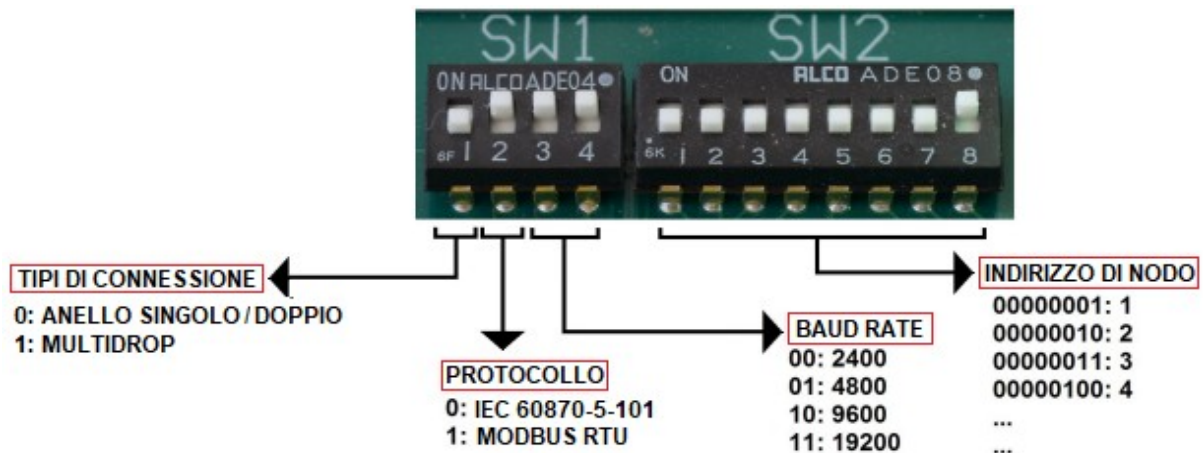 SW1 SW2
ON ALCO ADE04
ON ALCO ADE08
6F 1 2 3 4
6K 1 2 3 4 5 6 7 8
TIPI DI CONNESSIONE
0: ANELLO SINGOLO / DOPPIO
1: MULTIDROP
PROTOCOLLO
0: IEC 60870-5-101
1: MODBUS RTU
BAUD RATE
00: 2400
01: 4800
10: 9600
11: 19200
INDIRIZZO DI NODO
00000001: 1
00000010: 2
00000011: 3
00000100: 4
...
...